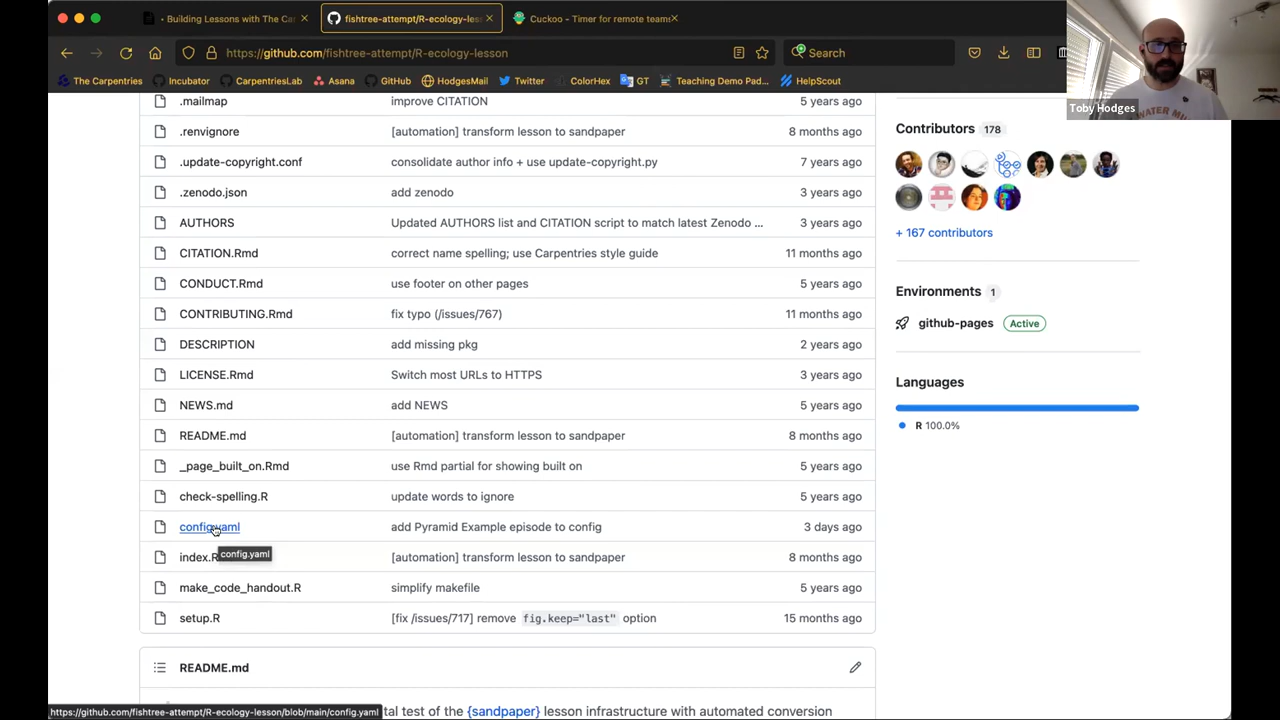 · Building Lessons with The Ca
fishtree-attempt/R-ecology-less
Cuckoo - Timer for remote teams
https://github.com/fishtree-attempt/R-ecology-lesson
Search
The Carpentries
Incubator
CarpentriesLab
Asana
GitHub
HodgesMail
Twitter
ColorHex
GT
Teaching Demo Pad...
HelpScout
Toby Hodges
WATER MI
.mailmap improve CITATION 5 years ago
.renvignore [automation] transform lesson to sandpaper 8 months ago
.update-copyright.conf consolidate author info + use update-copyright.py 7 years ago
.zenodo.json add zenodo 3 years ago
AUTHORS Updated AUTHORS list and CITATION script to match latest Zenodo ... 3 years ago
CITATION.Rmd correct name spelling; use Carpentries style guide 11 months ago
CONDUCT.Rmd use footer on other pages 5 years ago
CONTRIBUTING.Rmd fix typo (/issues/767) 11 months ago
DESCRIPTION add missing pkg 2 years ago
LICENSE.Rmd Switch most URLs to HTTPS 3 years ago
NEWS.md add NEWS 5 years ago
README.md [automation] transform lesson to sandpaper 8 months ago
_page_built_on.Rmd use Rmd partial for showing built on 5 years ago
check-spelling.R update words to ignore 5 years ago
config.yaml add Pyramid Example episode to config 3 days ago
config.yaml
index.R [automation] transform lesson to sandpaper 8 months ago
make_code_handout.R simplify makefile 5 years ago
setup.R [fix /issues/717] remove fig.keep="last" option 15 months ago
README.md
tal test of the {sandpaper} lesson infrastructure with automated conversion
https://github.com/fishtree-attempt/R-ecology-lesson/blob/main/config.yaml
Contributors 178
+ 167 contributors
Environments 1
github-pages Active
Languages
R 100.0%